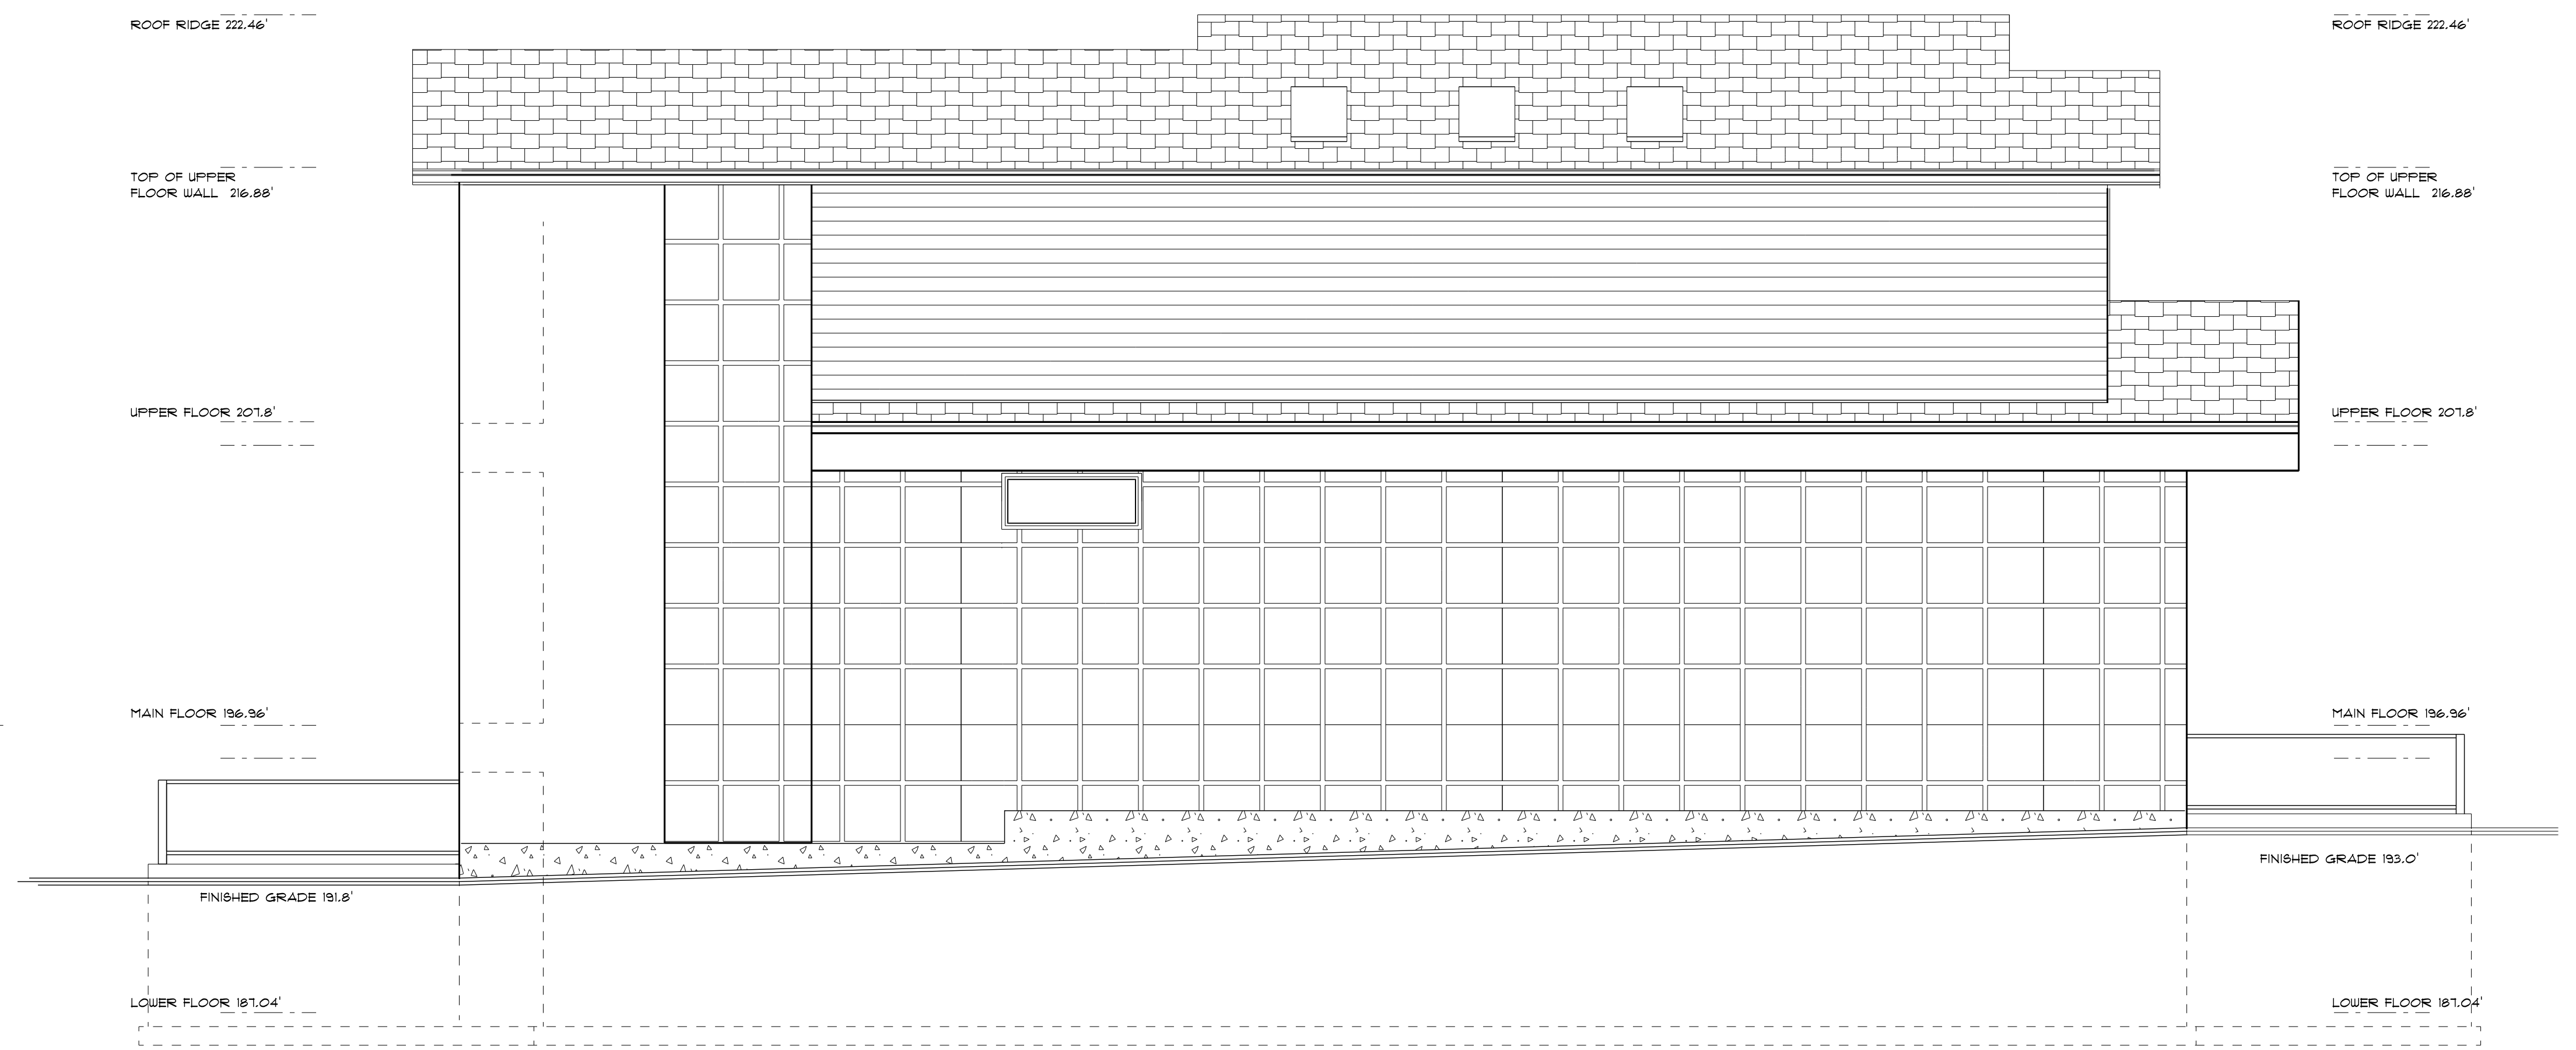 ROOF RIDGE 222.46'
ROOF RIDGE 222.46'
TOP OF UPPER
FLOOR WALL 216.88'
TOP OF UPPER
FLOOR WALL 216.88'
UPPER FLOOR 207.8'
UPPER FLOOR 207.8'
MAIN FLOOR 196.96'
MAIN FLOOR 196.96'
FINISHED GRADE 193.0'
FINISHED GRADE 191.8'
LOWER FLOOR 187.04'
LOWER FLOOR 187.04'